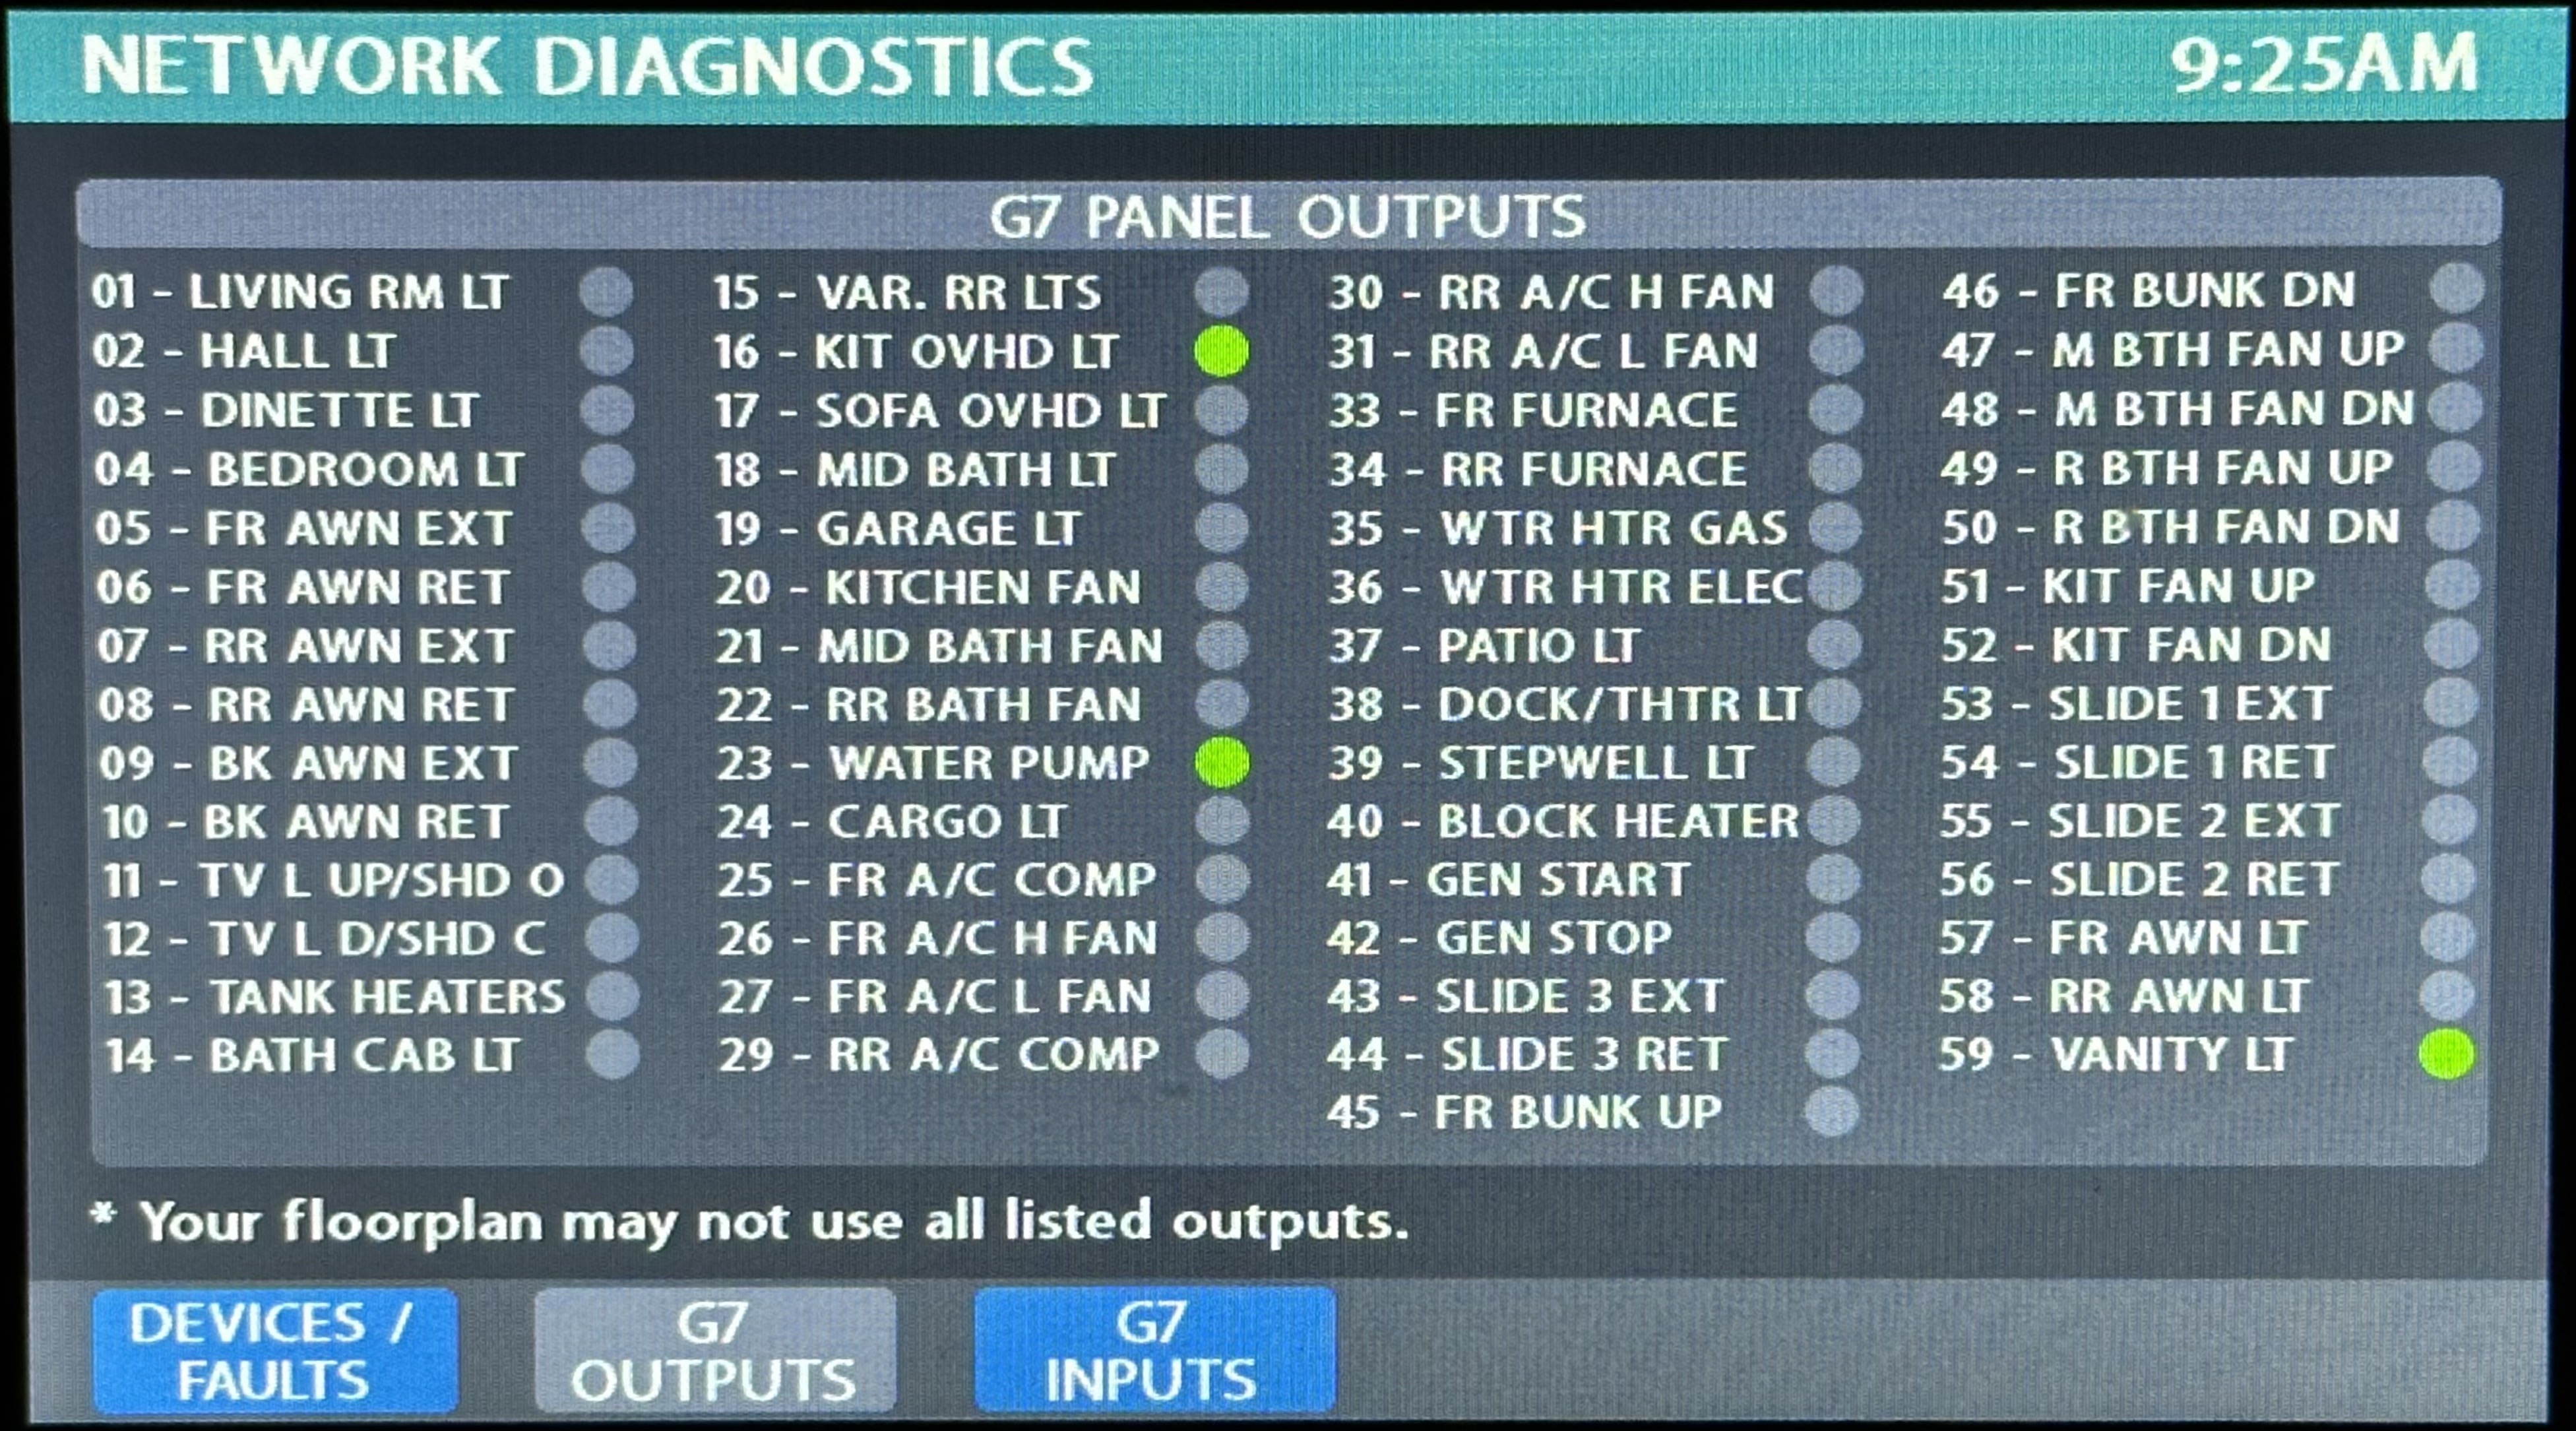 NETWORK DIAGNOSTICS 9:25AM
G7 PANEL OUTPUTS
01 - LIVING RM LT
02 - HALL LT
03 - DINETTE LT
04 - BEDROOM LT
05 - FR AWN EXT
06 - FR AWN RET
07 - RR AWN EXT
08 - RR AWN RET
09 - BK AWN EXT
10 - BK AWN RET
11 - TV L UP/SHD O
12 - TV L D/SHD C
13 - TANK HEATERS
14 - BATH CAB LT
15 - VAR. RR LTS
16 - KIT OVHD LT
17 - SOFA OVHD LT
18 - MID BATH LT
19 - GARAGE LT
20 - KITCHEN FAN
21 - MID BATH FAN
22 - RR BATH FAN
23 - WATER PUMP
24 - CARGO LT
25 - FR A/C COMP
26 - FR A/C H FAN
27 - FR A/C L FAN
29 - RR A/C COMP
30 - RR A/C H FAN
31 - RR A/C L FAN
33 - FR FURNACE
34 - RR FURNACE
35 - WTR HTR GAS
36 - WTR HTR ELEC
37 - PATIO LT
38 - DOCK/THTR LT
39 - STEPWELL LT
40 - BLOCK HEATER
41 - GEN START
42 - GEN STOP
43 - SLIDE 3 EXT
44 - SLIDE 3 RET
45 - FR BUNK UP
46 - FR BUNK DN
47 - M BTH FAN UP
48 - M BTH FAN DN
49 - R BTH FAN UP
50 - R BTH FAN DN
51 - KIT FAN UP
52 - KIT FAN DN
53 - SLIDE 1 EXT
54 - SLIDE 1 RET
55 - SLIDE 2 EXT
56 - SLIDE 2 RET
57 - FR AWN LT
58 - RR AWN LT
59 - VANITY LT
* Your floorplan may not use all listed outputs.
DEVICES /
FAULTS
G7
OUTPUTS
G7
INPUTS